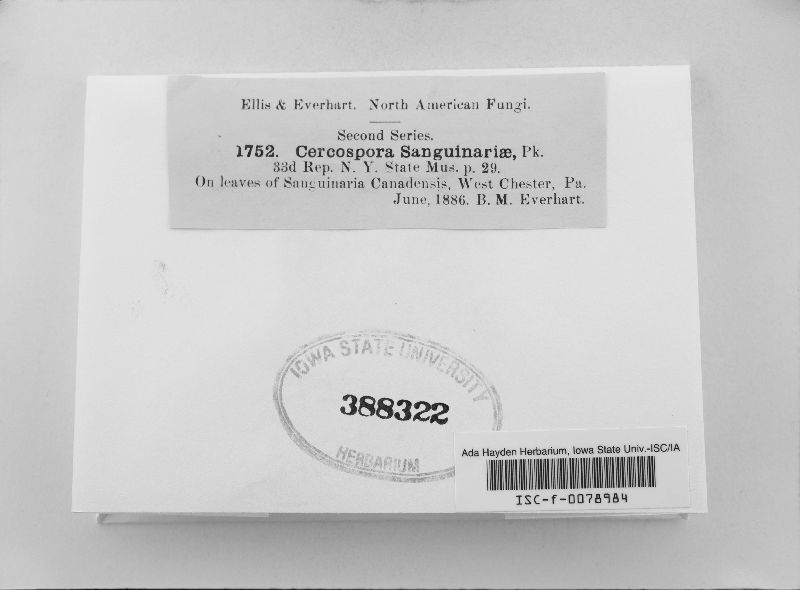 Ellis & Everhart. North American Fungi.
Second Series.
1752. Cercospora Sanguinariæ, Pk.
33d Rep. N. Y. State Mus. p. 29.
On leaves of Sanguinaria Canadensis, West Chester, Pa.
June, 1886. B. M. Everhart.
IOWA STATE UNIVERSITY
388322
HERBARIUM
Ada Hayden Herbarium, Iowa State Univ.-ISC/IA
ISC-f-0078984